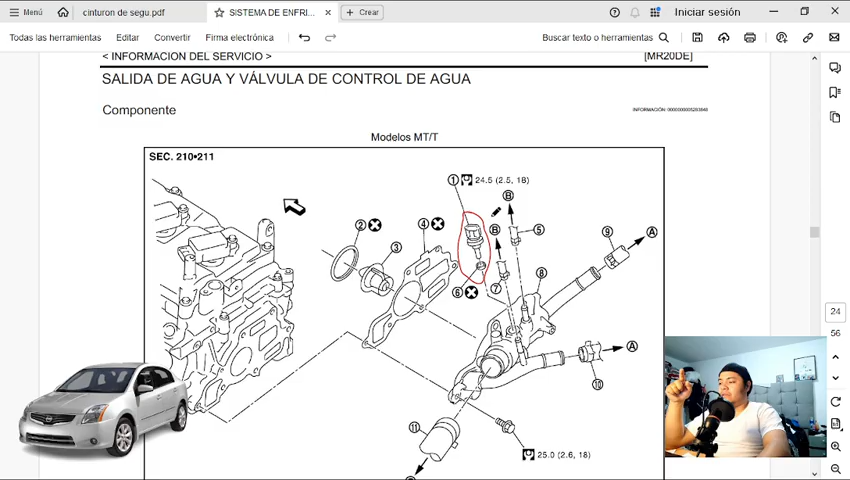 Menú
cinturon de segu.pdf
SISTEMA DE ENFRI...
Crear
Iniciar sesión
Todas las herramientas
Editar
Convertir
Firma electrónica
Buscar texto o herramientas
< INFORMACIÓN DEL SERVICIO >
[MR20DE]
SALIDA DE AGUA Y VÁLVULA DE CONTROL DE AGUA
Componente
Modelos MT/T
SEC. 210•211
1
24.5 (2.5, 18)
B
2
4
B
5
9
A
3
6
7
8
A
10
11
25.0 (2.6, 18)
24
56